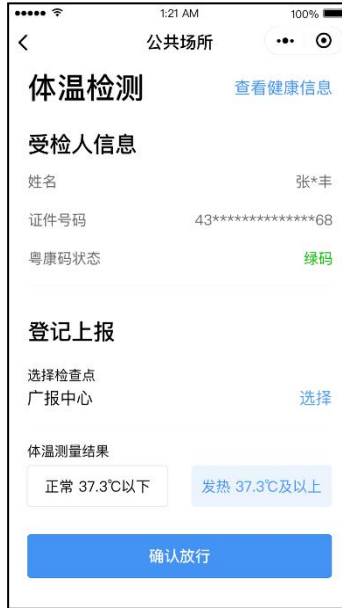 1:21 AM 100%
公共场所
体温检测 查看健康信息
受检人信息
姓名 张*丰
证件号码 43**************68
粤康码状态 绿码
登记上报
选择检查点
广报中心 选择
体温测量结果
正常 37.3℃以下 发热 37.3℃及以上
确认放行